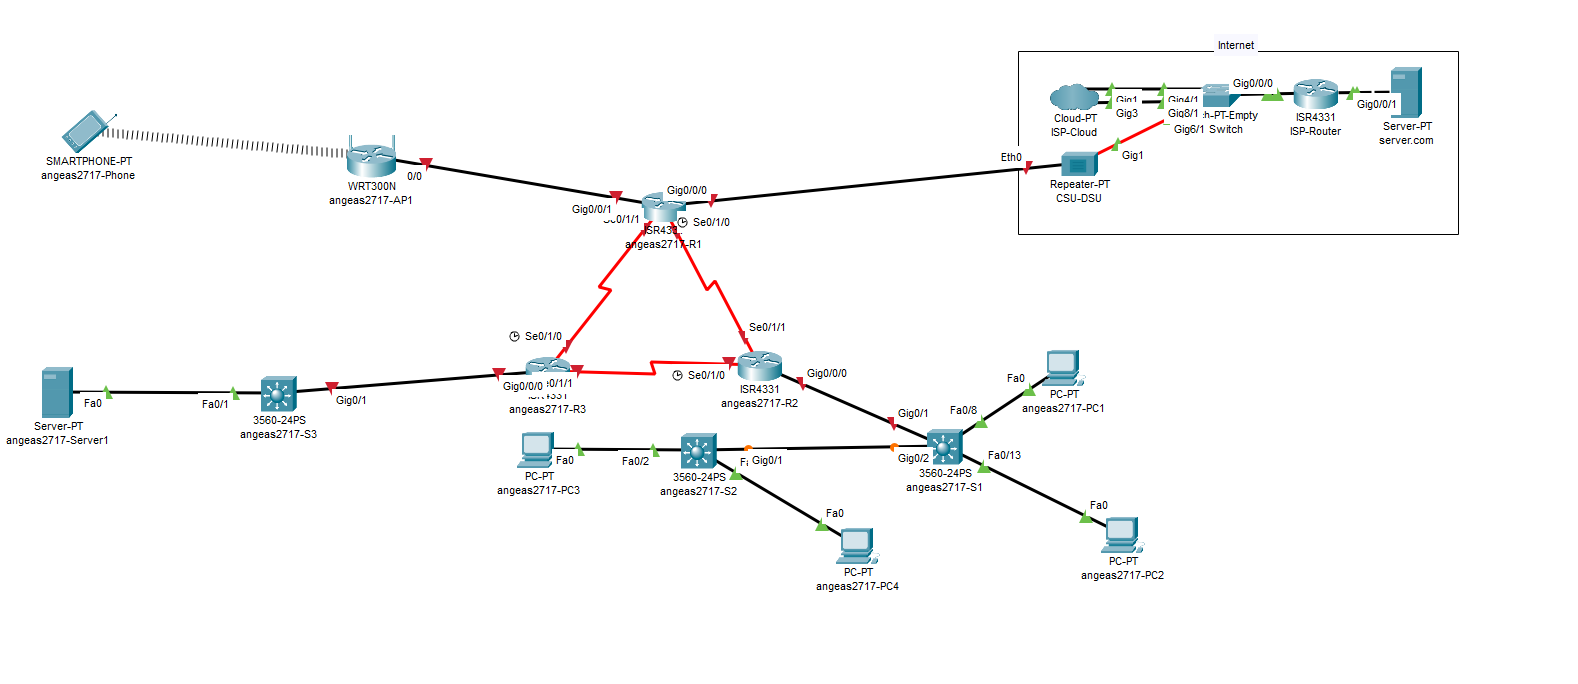 Internet
Gig0/0/0
Gig1
Gig4/1
Gig3
Gig8/1
Gig6/1
Gig0/0/1
Cloud-PT
ISP-Cloud
h-PT-Empty
Switch
ISR4331
ISP-Router
Server-PT
server.com
Eth0
Gig1
Repeater-PT
CSU-DSU
SMARTPHONE-PT
angeas2717-Phone
0/0
WRT300N
angeas2717-AP1
Gig0/0/0
Gig0/0/1
0/1/1
Se0/1/0
ISR433
angeas2717-R1
Se0/1/0
Se0/1/1
Gig0/0/0
0/1/1
Se0/1/0
Gig0/0/0
angeas2717-R3
ISR4331
angeas2717-R2
Fa0
Fa0/1
Gig0/1
Server-PT
angeas2717-Server1
3560-24PS
angeas2717-S3
Fa0
Fa0/8
PC-PT
angeas2717-PC1
Gig0/1
Fa0
Fa0/2
Gig0/1
Gig0/2
Fa0/13
PC-PT
angeas2717-PC3
3560-24PS
angeas2717-S2
3560-24PS
angeas2717-S1
Fa0
Fa0
PC-PT
angeas2717-PC4
PC-PT
angeas2717-PC2